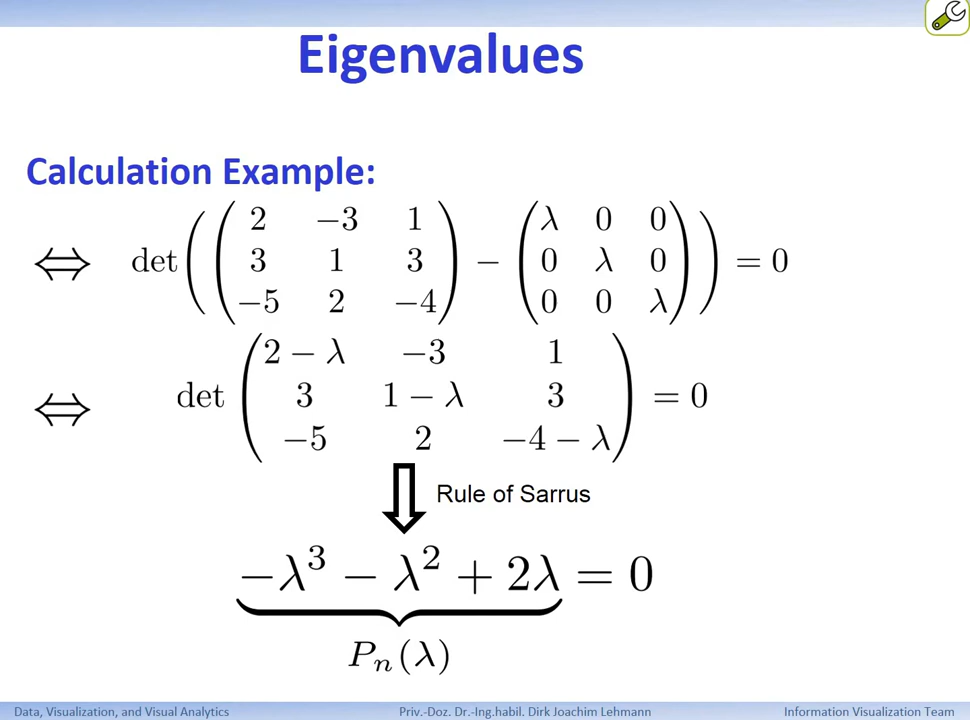 Eigenvalues
Calculation Example:
⇔ det((2 −3 1
3 1 3
−5 2 −4) − (λ 0 0
0 λ 0
0 0 λ)) = 0
⇔ det(2 − λ −3 1
3 1 − λ 3
−5 2 −4 − λ) = 0
Rule of Sarrus
−λ³ − λ² + 2λ = 0
Pₙ(λ)
Data, Visualization, and Visual Analytics Priv.-Doz. Dr.-Ing.habil. Dirk Joachim Lehmann Information Visualization Team